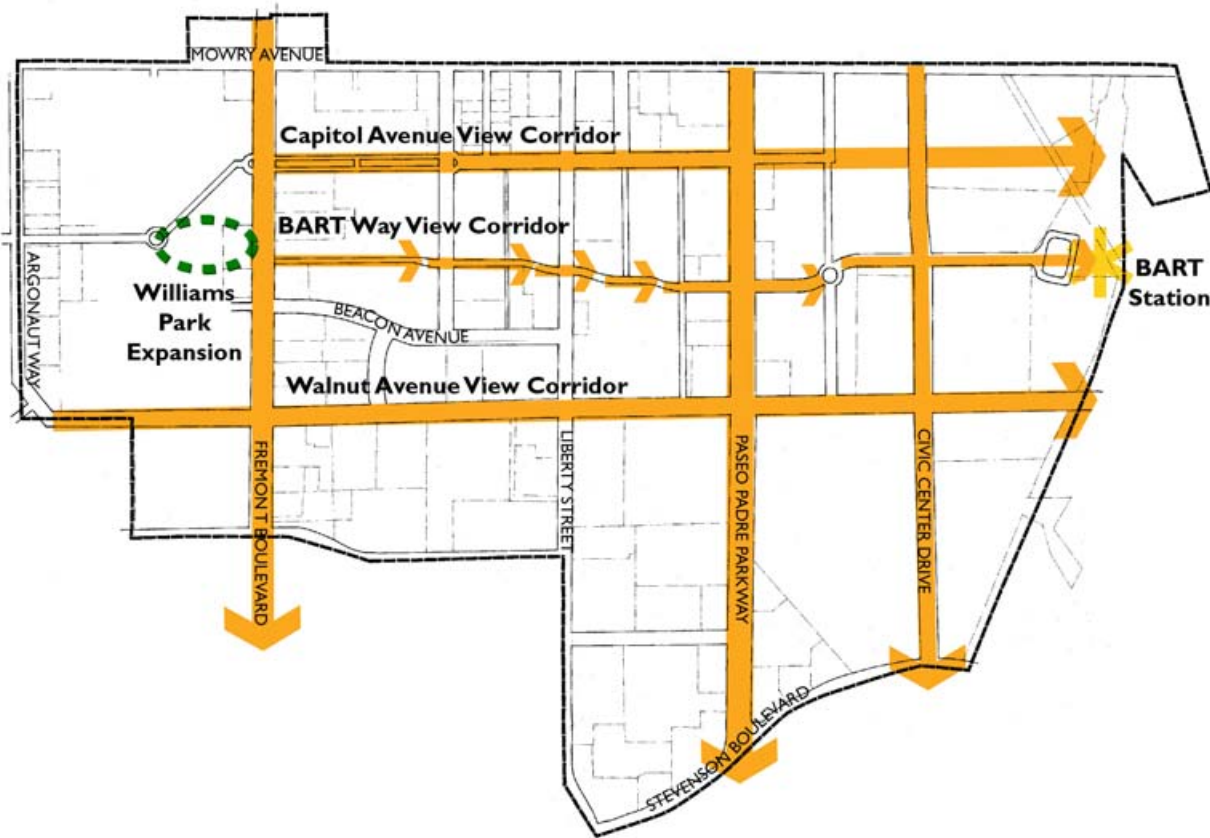 MOWRY AVENUE
Capitol Avenue View Corridor
BART Way View Corridor
ARGONAUT WAY
Williams
Park
Expansion
BEACON AVENUE
BART
Station
Walnut Avenue View Corridor
FREMONT BOULEVARD
LIBERTY STREET
PASEO PADRE PARKWAY
CIVIC CENTER DRIVE
STEVENSON BOULEVARD